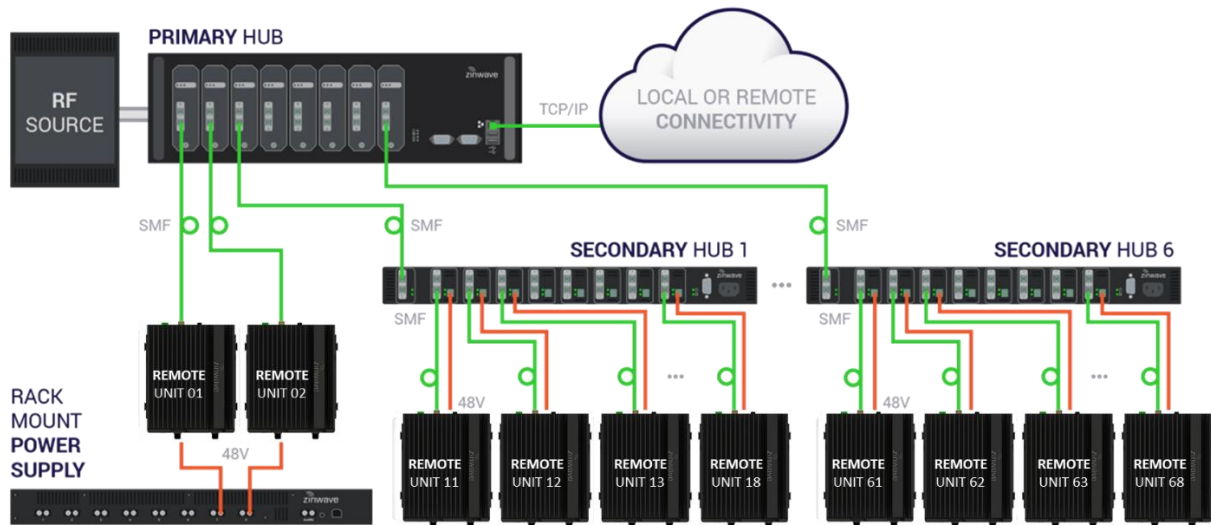 PRIMARY HUB
zinwave
RF
SOURCE
TCP/IP
LOCAL OR REMOTE
CONNECTIVITY
SMF
SMF
SMF
SECONDARY HUB 1
SECONDARY HUB 6
zinwave
...
zinwave
SMF
SMF
REMOTE
UNIT 01
REMOTE
UNIT 02
...
...
RACK
MOUNT
POWER
SUPPLY
48V
zinwave
48V
REMOTE
UNIT 11
REMOTE
UNIT 12
REMOTE
UNIT 13
REMOTE
UNIT 18
48V
REMOTE
UNIT 61
REMOTE
UNIT 62
REMOTE
UNIT 63
REMOTE
UNIT 68